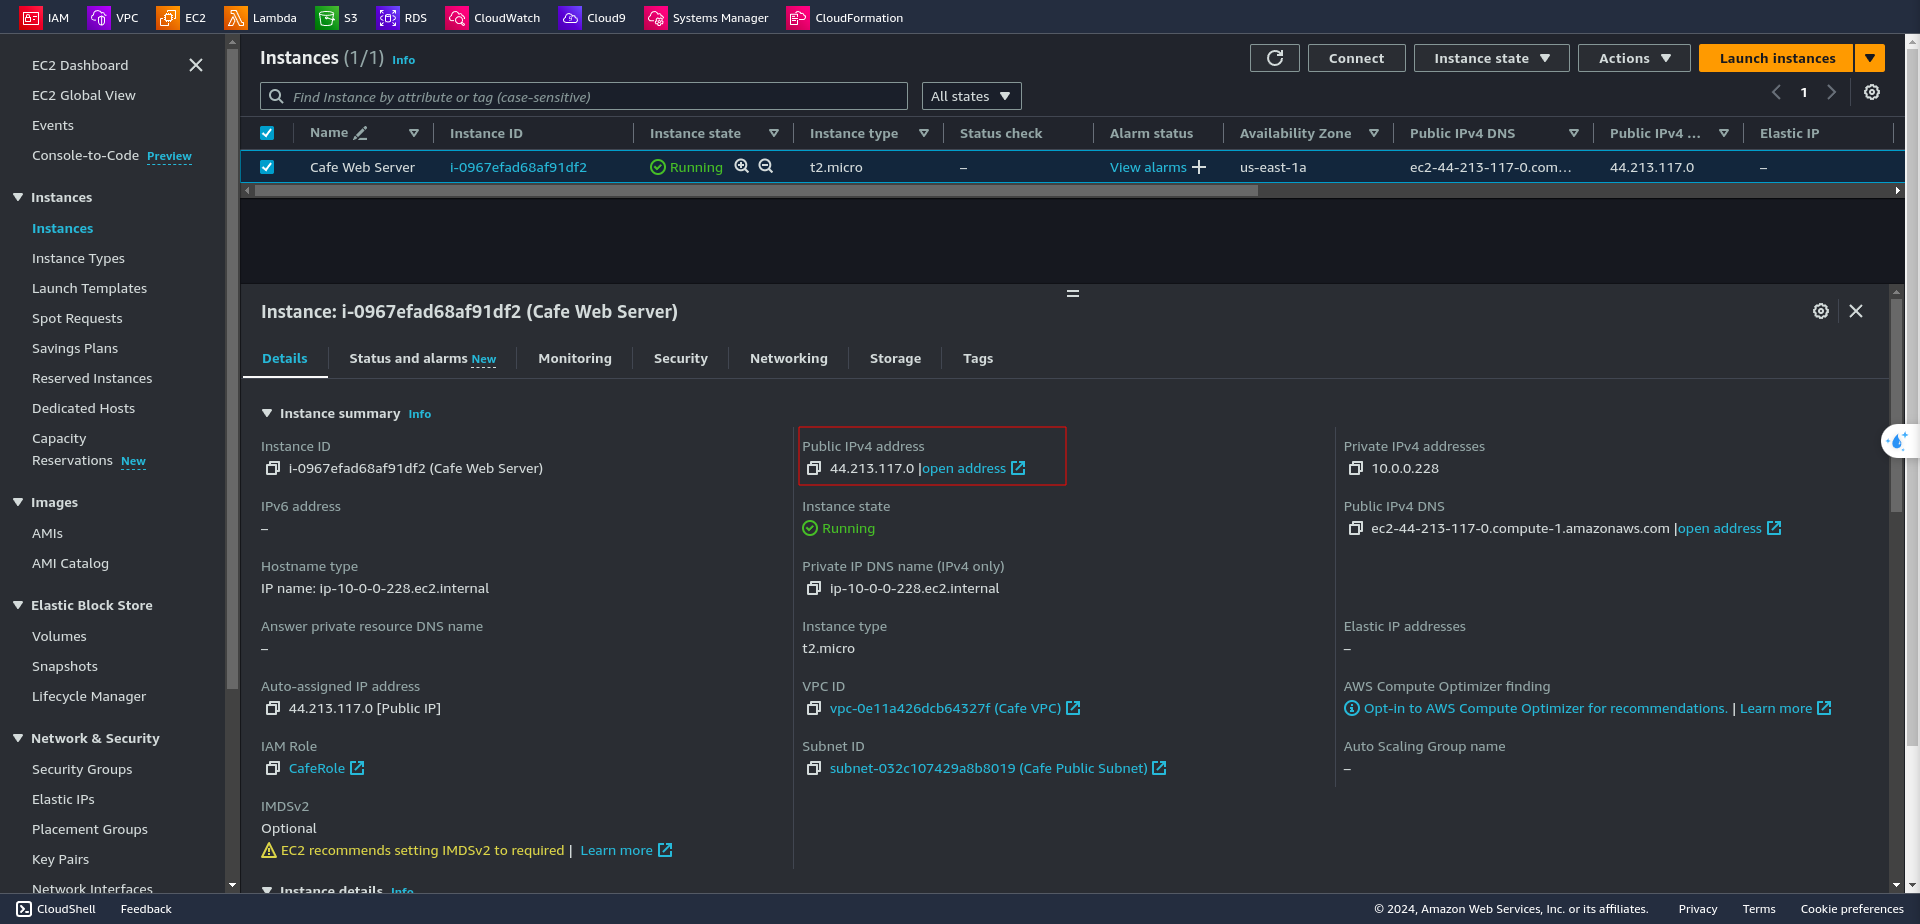 IAM VPC EC2 Lambda S3 RDS CloudWatch Cloud9 Systems Manager CloudFormation
EC2 Dashboard
EC2 Global View
Events
Console-to-Code Preview
Instances
Instances
Instance Types
Launch Templates
Spot Requests
Savings Plans
Reserved Instances
Dedicated Hosts
Capacity
Reservations New
Images
AMIs
AMI Catalog
Elastic Block Store
Volumes
Snapshots
Lifecycle Manager
Network & Security
Security Groups
Elastic IPs
Placement Groups
Key Pairs
Network Interfaces
Instances (1/1) Info
Connect Instance state Actions Launch instances
Find Instance by attribute or tag (case-sensitive) All states 1
Name Instance ID Instance state Instance type Status check Alarm status Availability Zone Public IPv4 DNS Public IPv4 ... Elastic IP
Cafe Web Server i-0967efad68af91df2 Running t2.micro – View alarms us-east-1a ec2-44-213-117-0.com... 44.213.117.0 –
Instance: i-0967efad68af91df2 (Cafe Web Server)
Details Status and alarms New Monitoring Security Networking Storage Tags
Instance summary Info
Instance ID
i-0967efad68af91df2 (Cafe Web Server)
Public IPv4 address
44.213.117.0 |open address
Private IPv4 addresses
10.0.0.228
IPv6 address
–
Instance state
Running
Public IPv4 DNS
ec2-44-213-117-0.compute-1.amazonaws.com |open address
Hostname type
IP name: ip-10-0-0-228.ec2.internal
Private IP DNS name (IPv4 only)
ip-10-0-0-228.ec2.internal
Answer private resource DNS name
–
Instance type
t2.micro
Elastic IP addresses
–
Auto-assigned IP address
44.213.117.0 [Public IP]
VPC ID
vpc-0e11a426dcb64327f (Cafe VPC)
AWS Compute Optimizer finding
Opt-in to AWS Compute Optimizer for recommendations. | Learn more
IAM Role
CafeRole
Subnet ID
subnet-032c107429a8b8019 (Cafe Public Subnet)
Auto Scaling Group name
–
IMDSv2
Optional
EC2 recommends setting IMDSv2 to required | Learn more
Instance details Info
CloudShell Feedback © 2024, Amazon Web Services, Inc. or its affiliates. Privacy Terms Cookie preferences